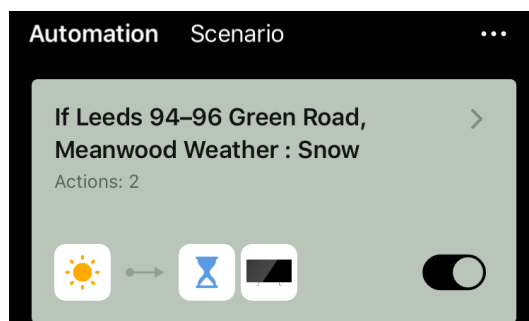 Automation Scenario
If Leeds 94–96 Green Road,
Meanwood Weather : Snow
Actions: 2